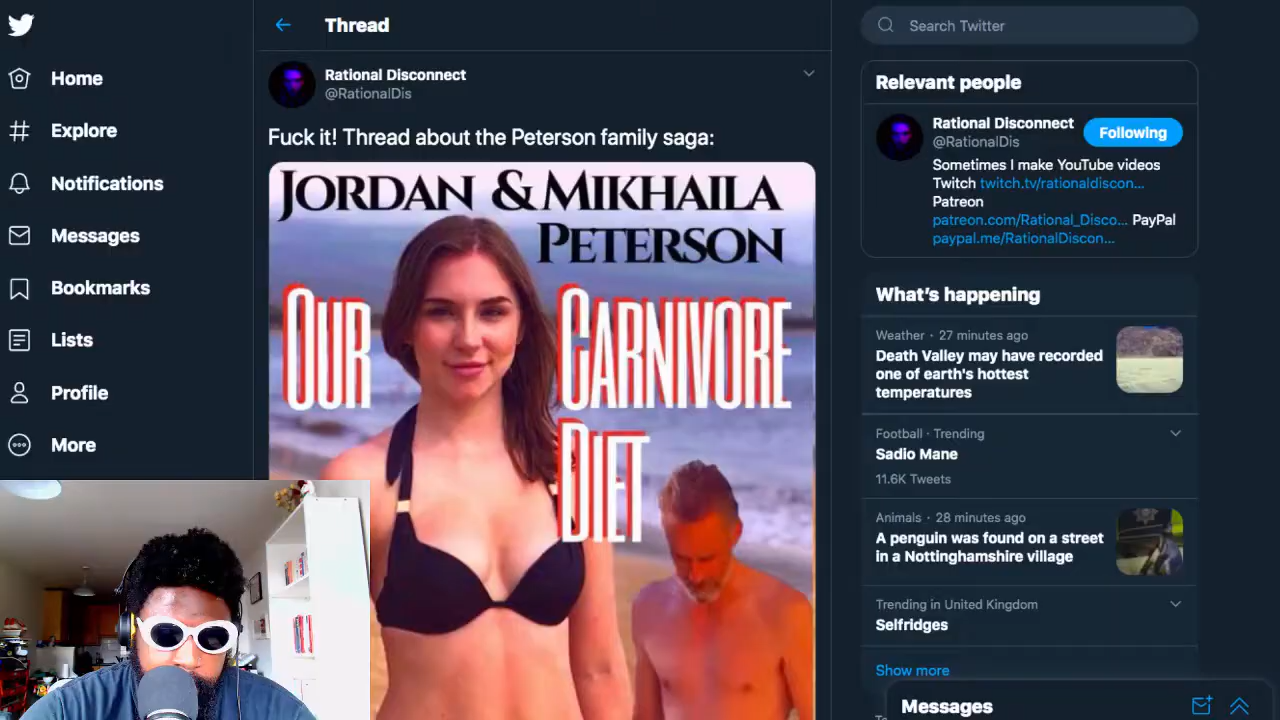 Home
Explore
Notifications
Messages
Bookmarks
Lists
Profile
More
Thread
Rational Disconnect
@RationalDis
Fuck it! Thread about the Peterson family saga:
JORDAN & MIKHAILA
PETERSON
OUR CARNIVORE
DIET
Search Twitter
Relevant people
Rational Disconnect
@RationalDis
Following
Sometimes I make YouTube videos
Twitch twitch.tv/rationaldiscon...
Patreon
patreon.com/Rational_Disco... PayPal
paypal.me/RationalDiscon...
What's happening
Weather · 27 minutes ago
Death Valley may have recorded
one of earth's hottest
temperatures
Football · Trending
Sadio Mane
11.6K Tweets
Animals · 28 minutes ago
A penguin was found on a street
in a Nottinghamshire village
Trending in United Kingdom
Selfridges
Show more
Messages